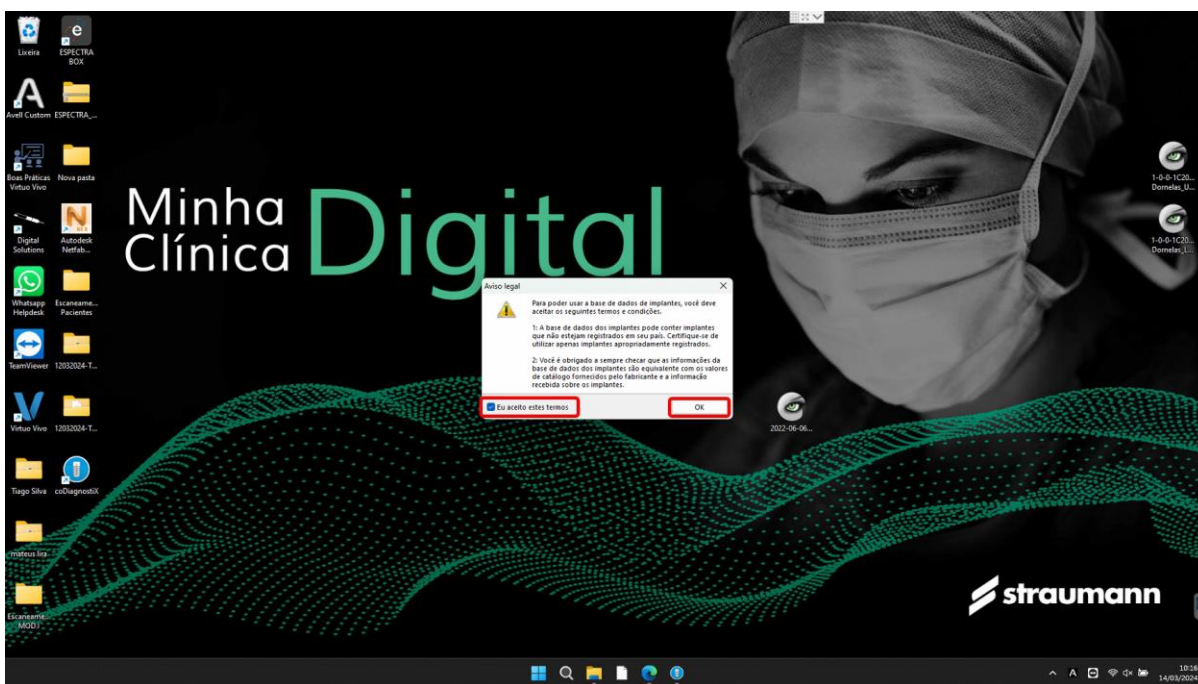 Lixeira
ESPECTRA
BOX
Avell Custom
ESPECTRA_...
Boas Práticas
Virtuo Vivo
Nova pasta
Digital
Solutions
Autodesk
Netfab...
Whatsapp
Helpdesk
Escaneame...
Pacientes
TeamViewer
12032024-T...
Virtuo Vivo
12032024-T...
Tiago Silva
coDiagnostiX
mateus lira
Escaneame...
MODJ
Minha
Clínica
Digital
Aviso legal
Para poder usar a base de dados de implantes, você deve
aceitar os seguintes termos e condições.
1: A base de dados dos implantes pode conter implantes
que não estejam registrados em seu país. Certifique-se de
utilizar apenas implantes apropriadamente registrados.
2: Você é obrigado a sempre checar que as informações da
base de dados dos implantes são equivalente com os valores
de catálogo fornecidos pelo fabricante e a informação
recebida sobre os implantes.
Eu aceito estes termos
OK
2022-06-06...
1-0-0-1C20...
Dornelas_U...
1-0-0-1C20...
Dornelas_L...
straumann
10:16
14/03/2024